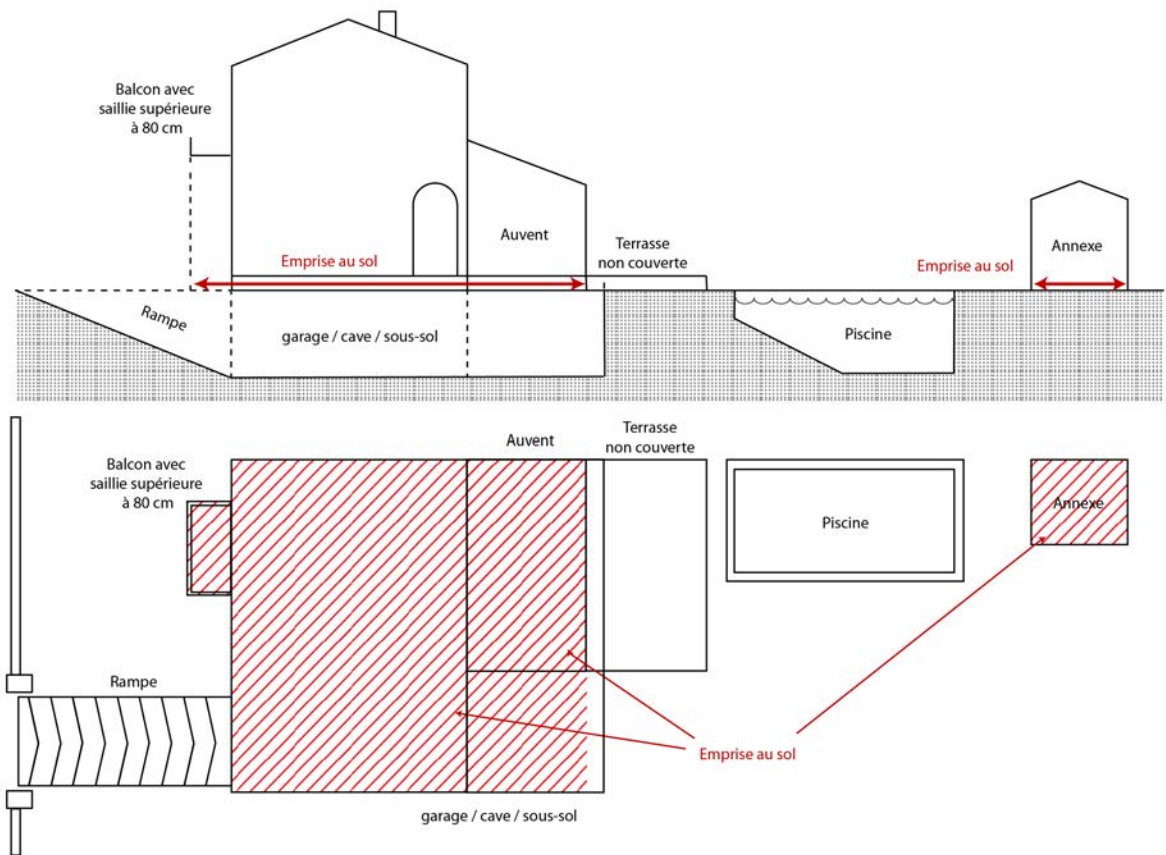 Balcon avec
saillie supérieure
à 80 cm
Auvent
Terrasse
non couverte
Annexe
Emprise au sol
Emprise au sol
Rampe
garage / cave / sous-sol
Piscine
Auvent
Terrasse
non couverte
Balcon avec
saillie supérieure
à 80 cm
Piscine
Annexe
Rampe
Emprise au sol
garage / cave / sous-sol